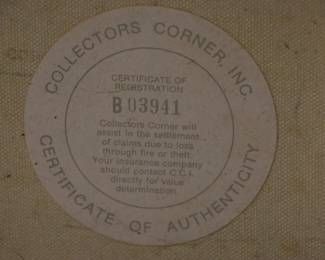 COLLECTORS CORNER, INC.
CERTIFICATE OF
REGISTRATION
B 03941
Collectors Corner will
assist in the settlement
of claims due to loss
through fire or theft.
Your insurance company
should contact C.C.I.
directly for value
determination.
CERTIFICATE OF AUTHENTICITY